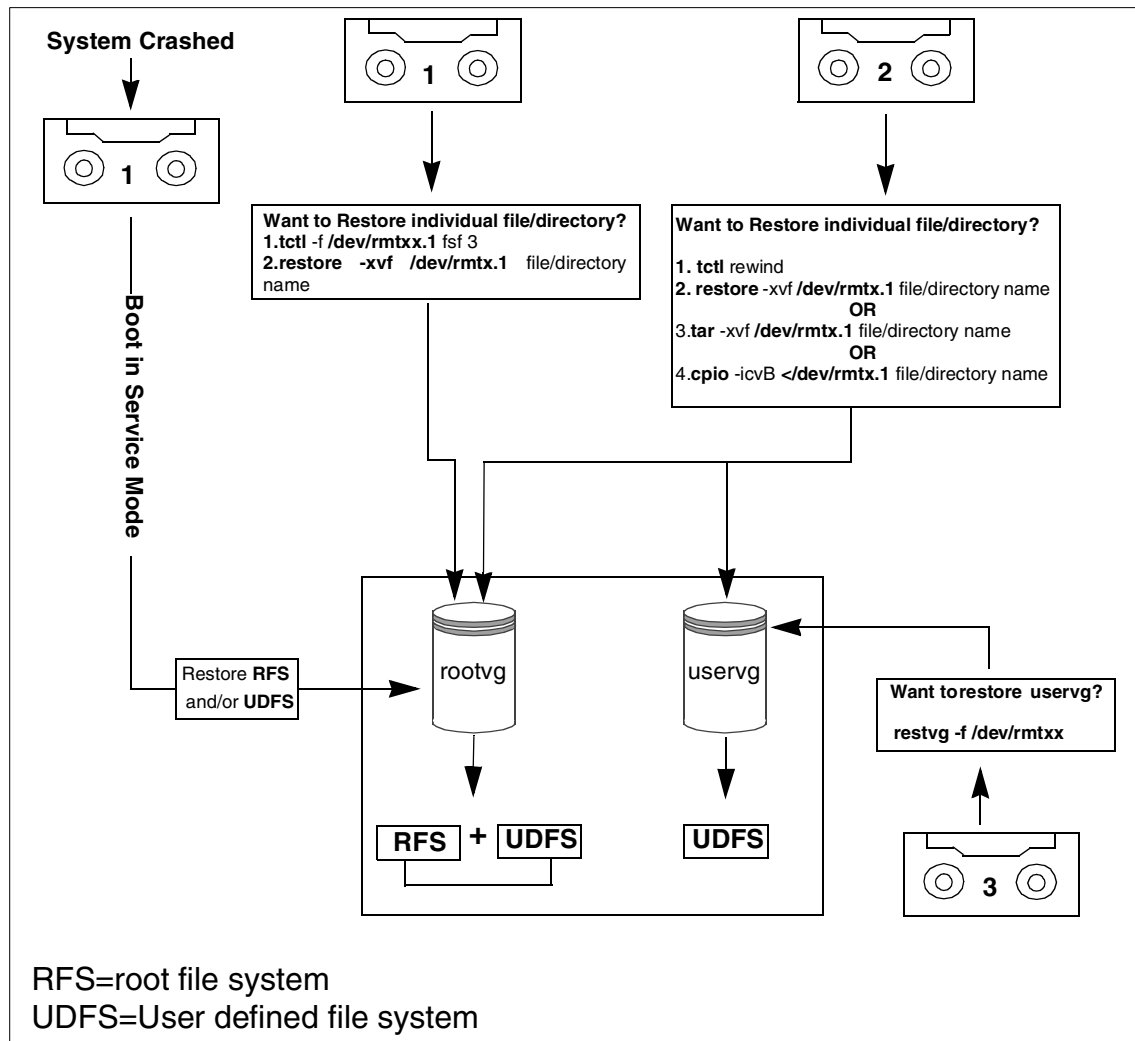 System Crashed
1
1
2
Want to Restore individual file/directory?
1.tctl -f /dev/rmtxx.1 fsf 3
2.restore -xvf /dev/rmtx.1 file/directory
name
Want to Restore individual file/directory?
1. tctl rewind
2. restore -xvf /dev/rmtx.1 file/directory name
OR
3.tar -xvf /dev/rmtx.1 file/directory name
OR
4.cpio -icvB </dev/rmtx.1 file/directory name
Boot in Service Mode
Restore RFS
and/or UDFS
rootvg
uservg
Want to restore uservg?
restvg -f /dev/rmtxx
RFS + UDFS
UDFS
3
RFS=root file system
UDFS=User defined file system